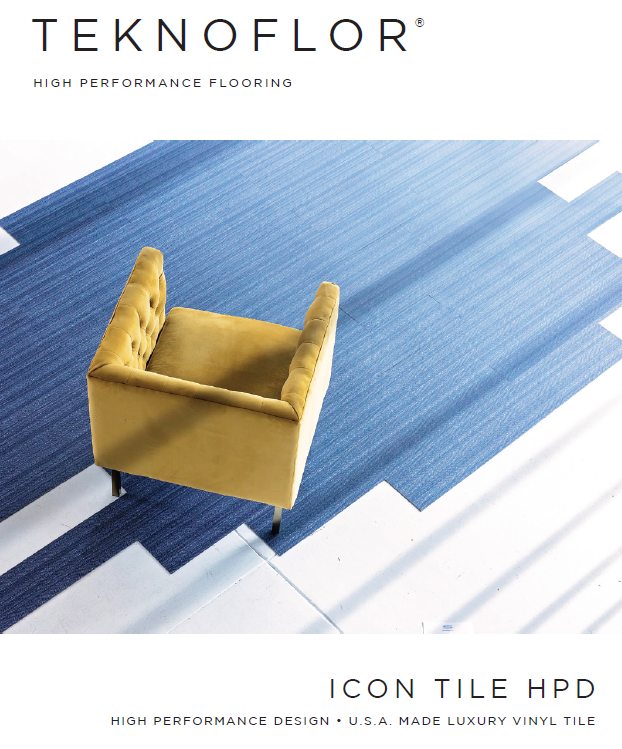 TEKNOFLOR®
HIGH PERFORMANCE FLOORING
ICON TILE HPD
HIGH PERFORMANCE DESIGN • U.S.A. MADE LUXURY VINYL TILE